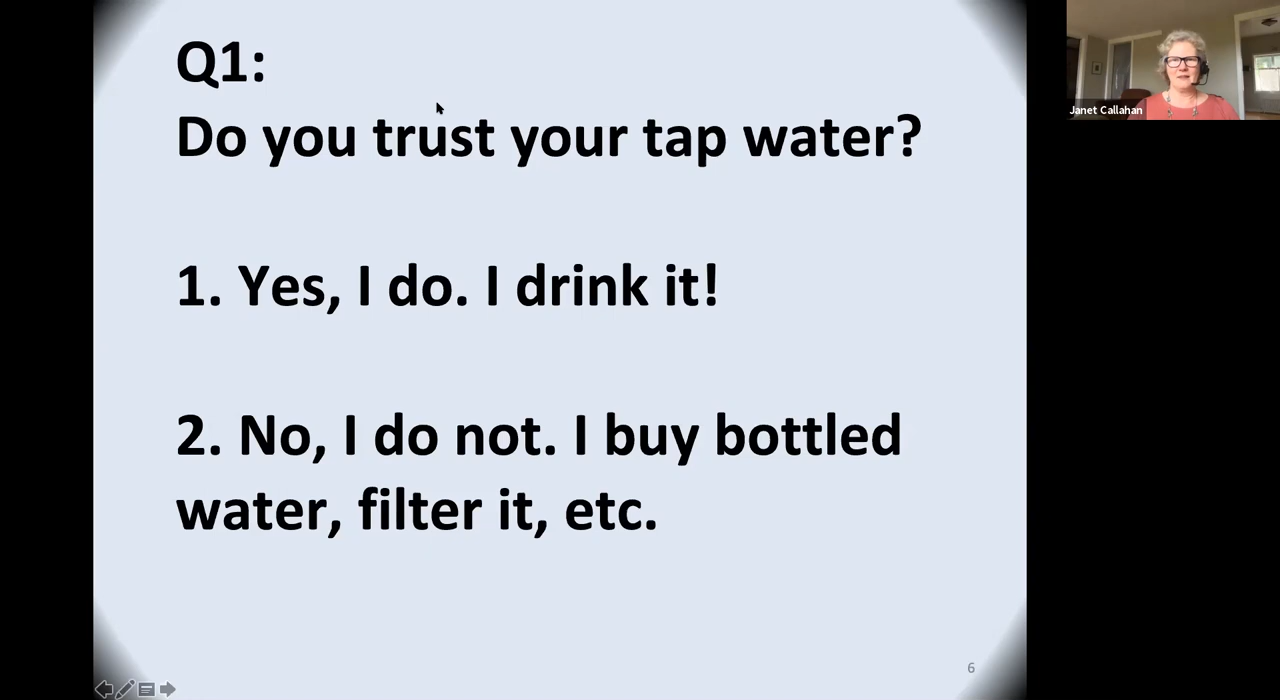 Q1:
Do you trust your tap water?
1. Yes, I do. I drink it!
2. No, I do not. I buy bottled
water, filter it, etc.
6
Janet Callahan